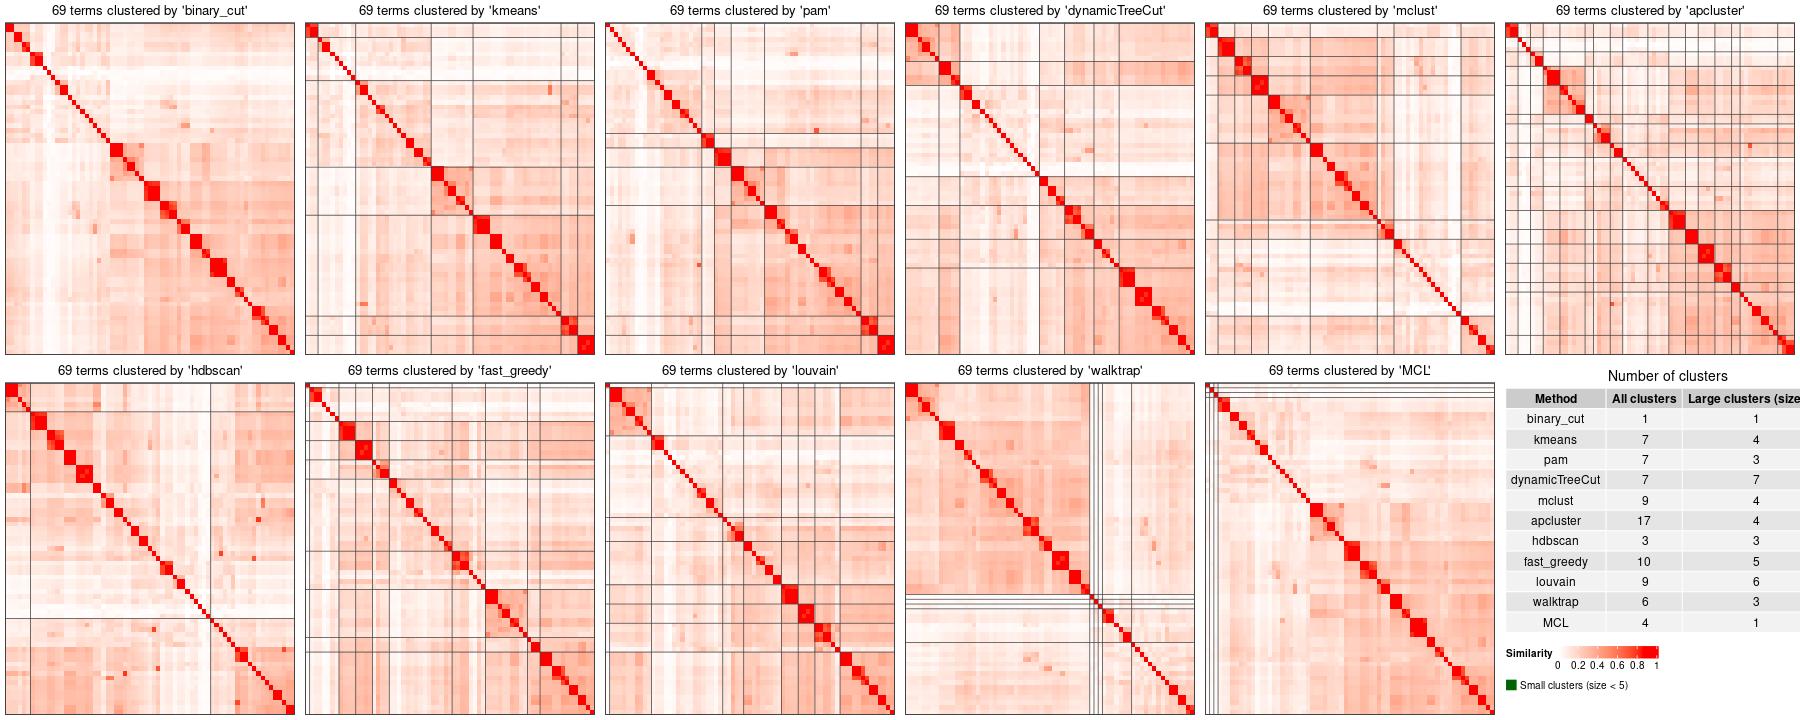 69 terms clustered by 'binary_cut'
69 terms clustered by 'kmeans'
69 terms clustered by 'pam'
69 terms clustered by 'dynamicTreeCut'
69 terms clustered by 'mclust'
69 terms clustered by 'apcluster'
69 terms clustered by 'hdbscan'
69 terms clustered by 'fast_greedy'
69 terms clustered by 'louvain'
69 terms clustered by 'walktrap'
69 terms clustered by 'MCL'
Number of clusters
Method All clusters Large clusters (size
binary_cut 1 1
kmeans 7 4
pam 7 3
dynamicTreeCut 7 7
mclust 9 4
apcluster 17 4
hdbscan 3 3
fast_greedy 10 5
louvain 9 6
walktrap 6 3
MCL 4 1
Similarity
0 0.2 0.4 0.6 0.8 1
Small clusters (size < 5)